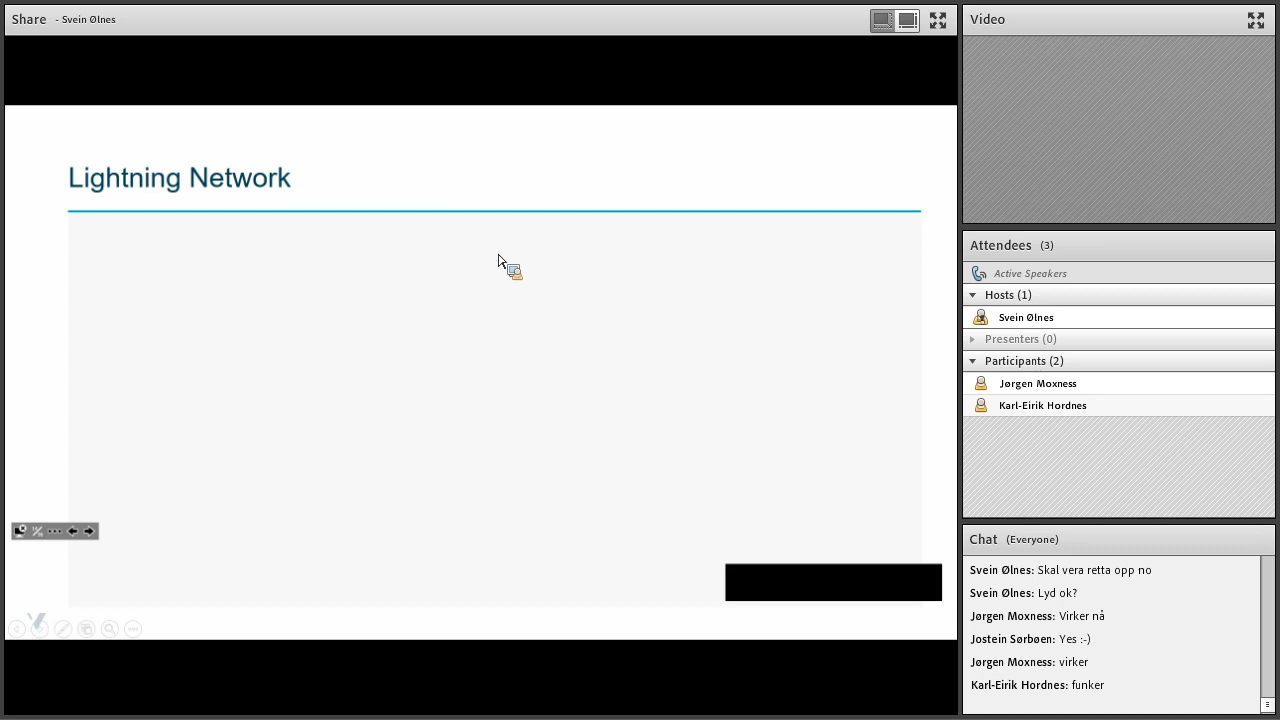 Share - Svein Ølnes
Lightning Network
Video
Attendees (3)
Active Speakers
Hosts (1)
Svein Ølnes
Presenters (0)
Participants (2)
Jørgen Moxness
Karl-Eirik Hordnes
Chat (Everyone)
Svein Ølnes: Skal vera retta opp no
Svein Ølnes: Lyd ok?
Jørgen Moxness: Virker nå
Jostein Sørbøen: Yes :-)
Jørgen Moxness: virker
Karl-Eirik Hordnes: funker